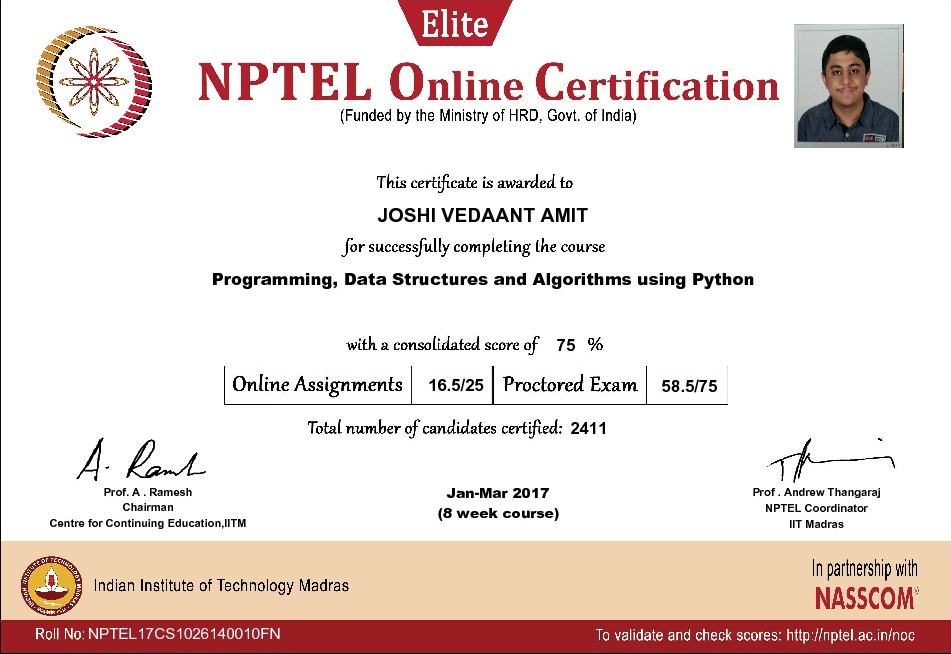 Elite
NPTEL Online Certification
(Funded by the Ministry of HRD, Govt. of India)
This certificate is awarded to
JOSHI VEDAANT AMIT
for successfully completing the course
Programming, Data Structures and Algorithms using Python
with a consolidated score of 75 %
Online Assignments 16.5/25 Proctored Exam 58.5/75
Total number of candidates certified: 2411
Prof. A . Ramesh
Chairman
Centre for Continuing Education,IITM
Jan-Mar 2017
(8 week course)
Prof . Andrew Thangaraj
NPTEL Coordinator
IIT Madras
Indian Institute of Technology Madras
In partnership with
NASSCOM®
Roll No: NPTEL17CS1026140010FN
To validate and check scores: http://nptel.ac.in/noc